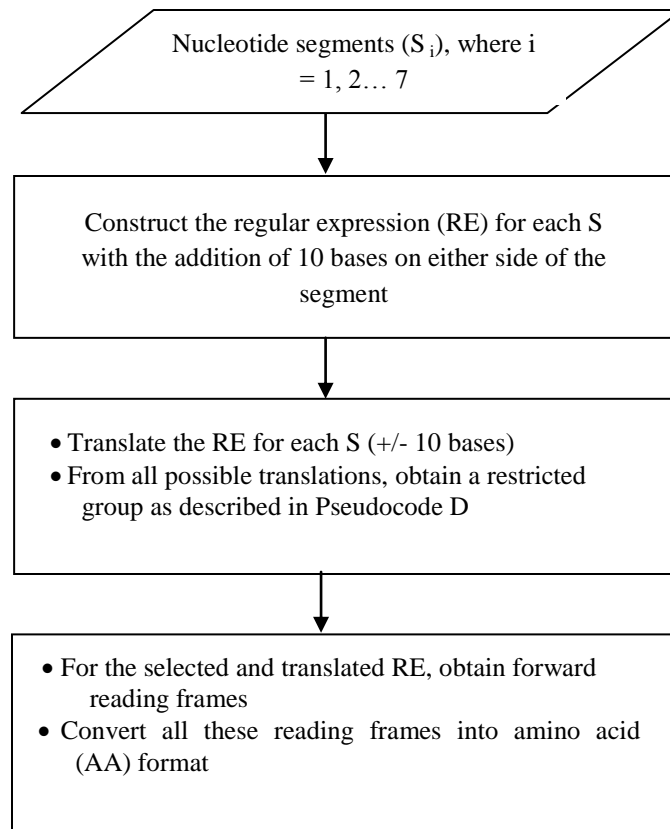 Nucleotide segments (S i), where i
= 1, 2… 7
Construct the regular expression (RE) for each S
with the addition of 10 bases on either side of the
segment
• Translate the RE for each S (+/- 10 bases)
• From all possible translations, obtain a restricted
group as described in Pseudocode D
• For the selected and translated RE, obtain forward
reading frames
• Convert all these reading frames into amino acid
(AA) format